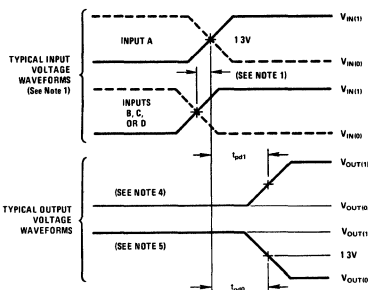 TYPICAL INPUT
VOLTAGE
WAVEFORMS
(See Note 1)
INPUT A
1 3V
VIN(1)
VIN(0)
(SEE NOTE 1)
INPUTS
B, C,
OR D
VIN(1)
VIN(0)
TYPICAL OUTPUT
VOLTAGE
WAVEFORMS
tpd1
VOUT(1
(SEE NOTE 4)
VOUT(0
VOUT(1
(SEE NOTE 5)
1 3V
VOUT(0
tpd0